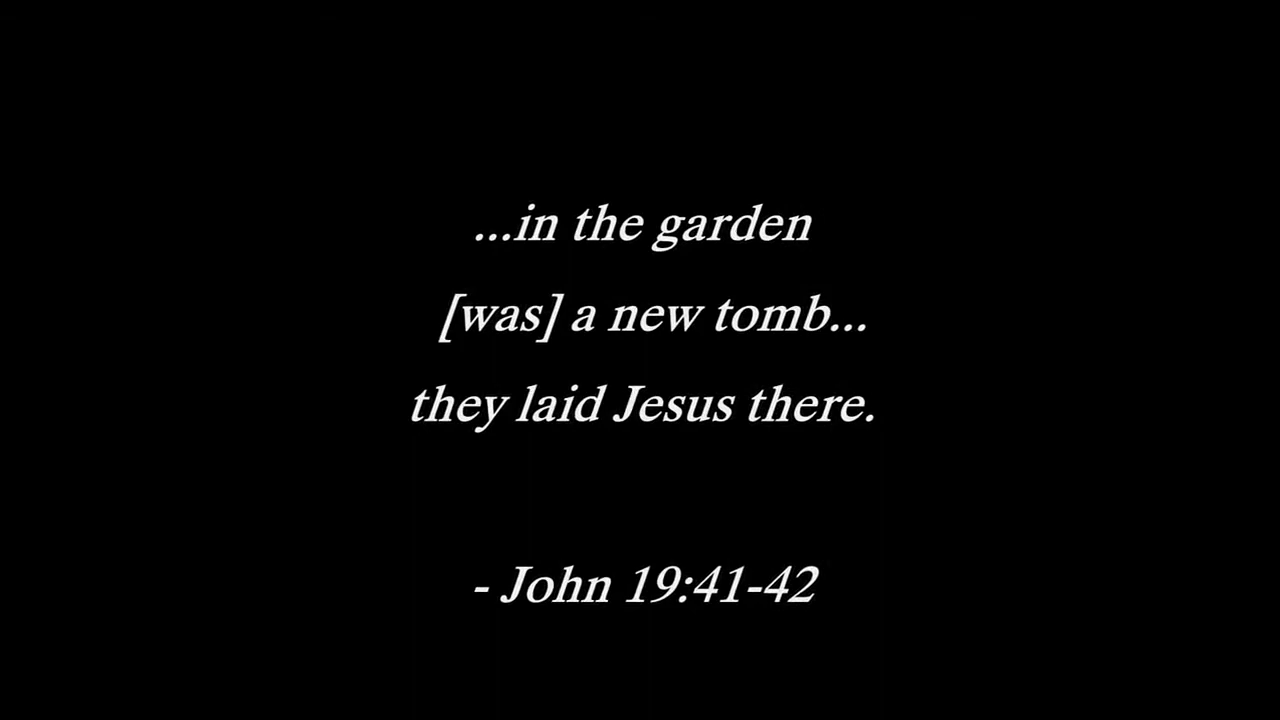 ...in the garden
[was] a new tomb...
they laid Jesus there.
- John 19:41-42